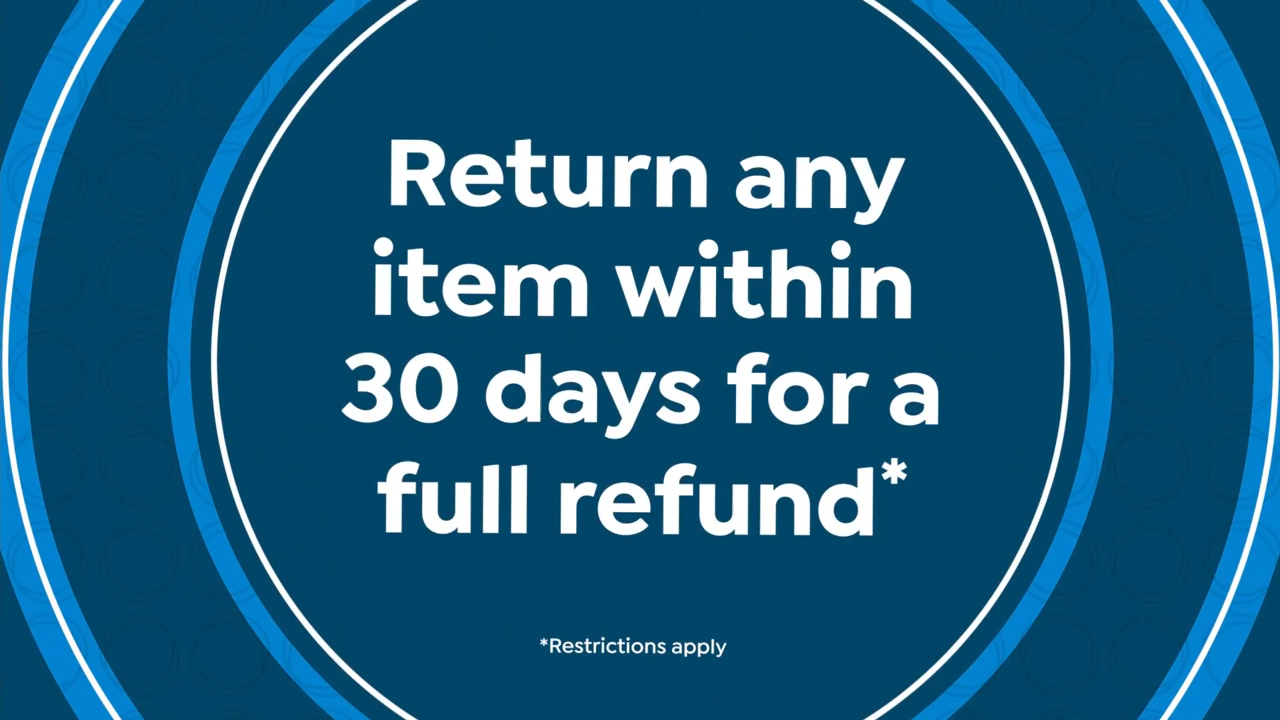 Return any
item within
30 days for a
full refund*
*Restrictions apply